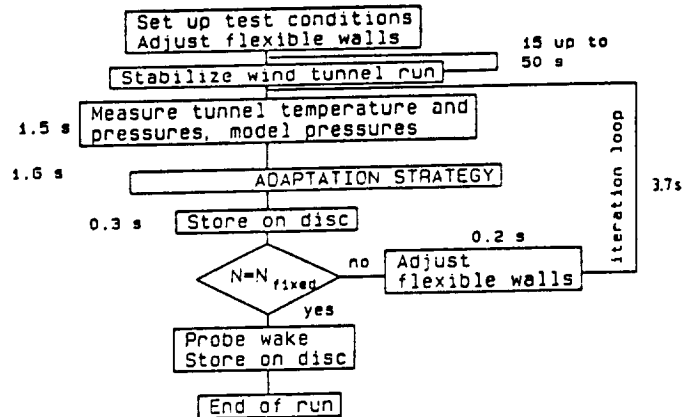 Set up test conditions
Adjust flexible walls
15 up to
50 s
Stabilize wind tunnel run
Measure tunnel temperature and
pressures, model pressures
1.5 s
1.6 s
ADAPTATION STRATEGY
iteration loop
3.7s
0.3 s
Store on disc
0.2 s
N=N fixed
no
Adjust
flexible walls
yes
Probe wake
Store on disc
End of run